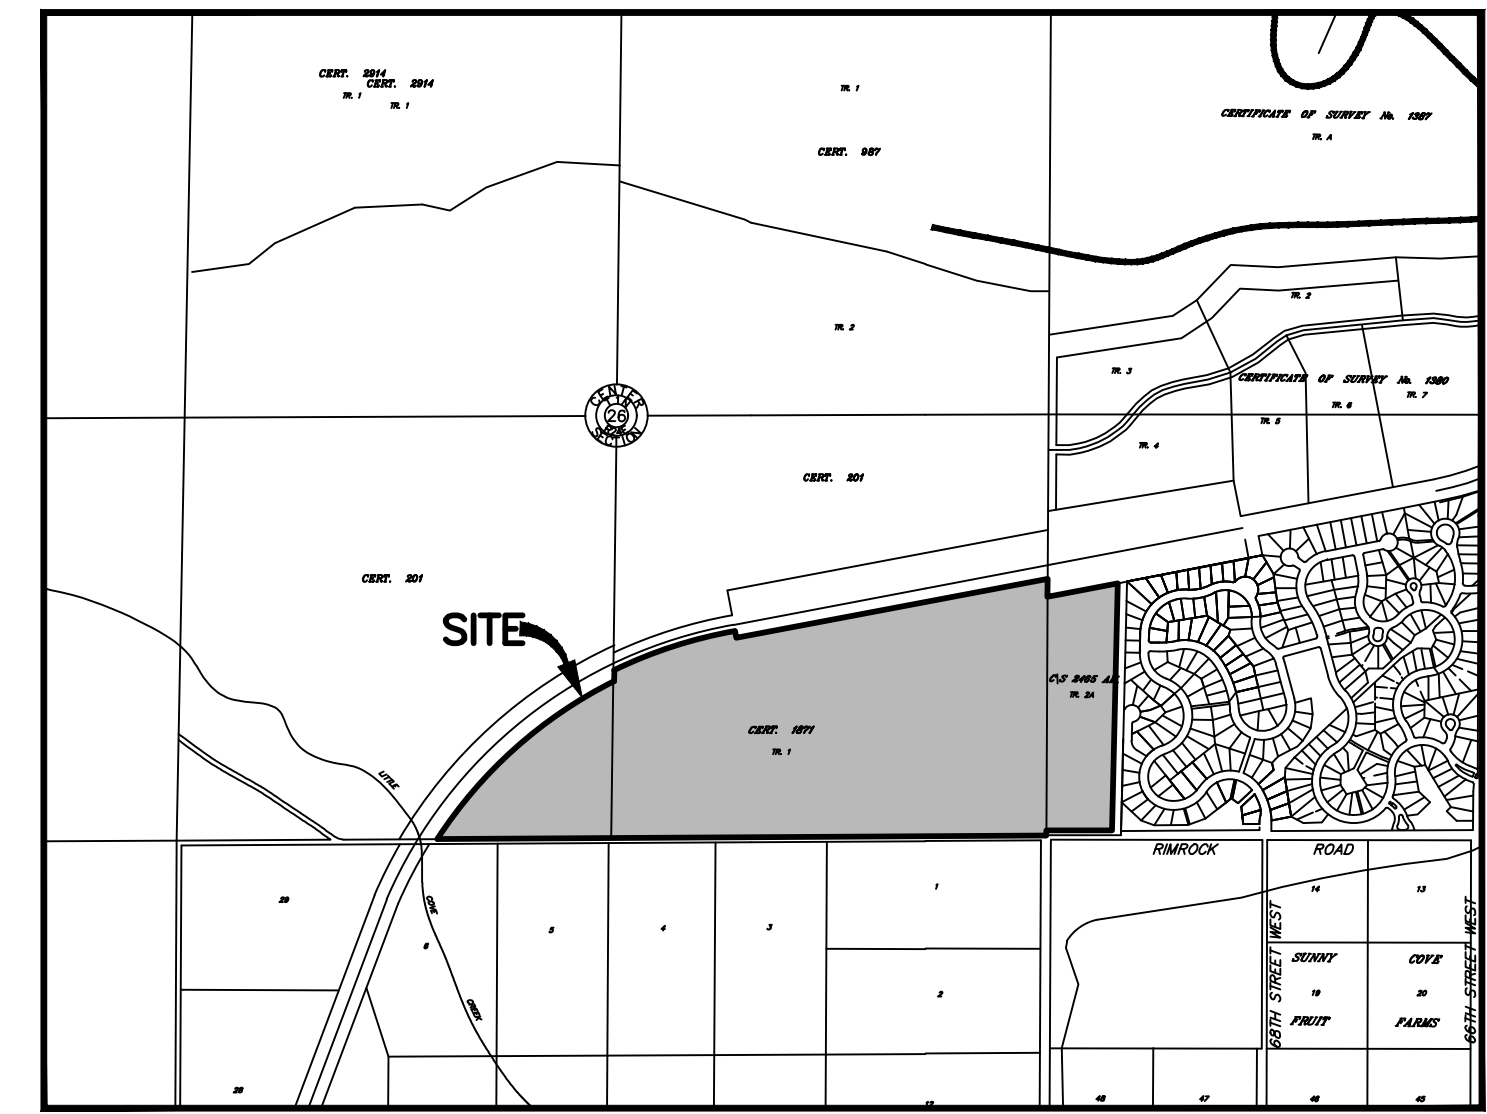 CERT. 2914
CERT. 2914
TR. 1
TR. 1
TR. 1
CERT. 987
CERTIFICATE OF SURVEY No. 1387
TR. A
TR. 2
TR. 2
TR. 3
CERTIFICATE OF SURVEY No. 1380
TR. 7
TR. 6
TR. 5
TR. 4
CENTER
T1N
26
SECTION
CERT. 201
CERT. 201
SITE
C\S 2465
TR. 2A
CERT. 1871
TR. 1
LITTLE
COVE
CREEK
RIMROCK ROAD
29
6
5
4
3
1
2
14
13
68TH STREET WEST
66TH STREET WEST
SUNNY COVE
19
20
FRUIT FARMS
28
12
48
47
46
45